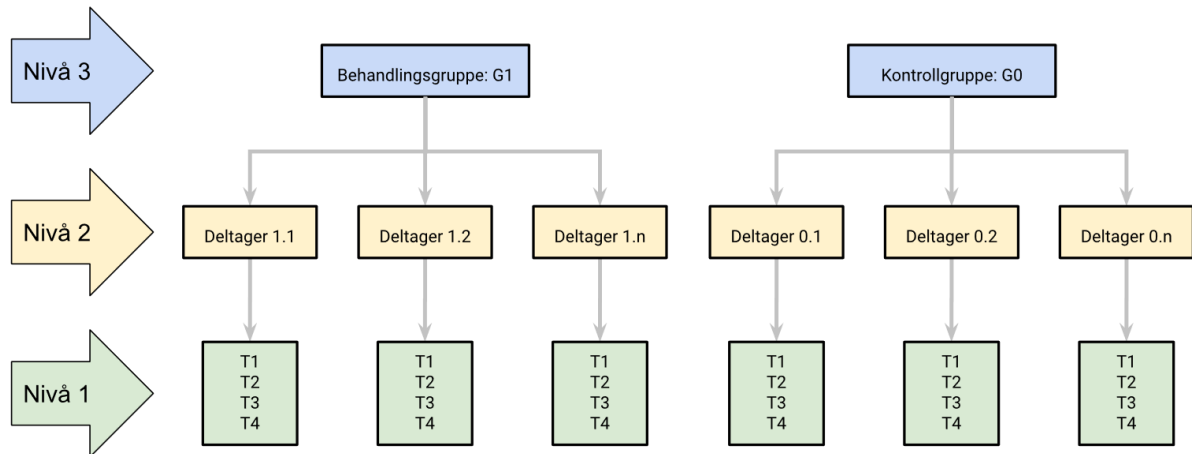 Nivå 3
Behandlingsgruppe: G1
Kontrollgruppe: G0
Nivå 2
Deltager 1.1
Deltager 1.2
Deltager 1.n
Deltager 0.1
Deltager 0.2
Deltager 0.n
Nivå 1
T1
T2
T3
T4
T1
T2
T3
T4
T1
T2
T3
T4
T1
T2
T3
T4
T1
T2
T3
T4
T1
T2
T3
T4